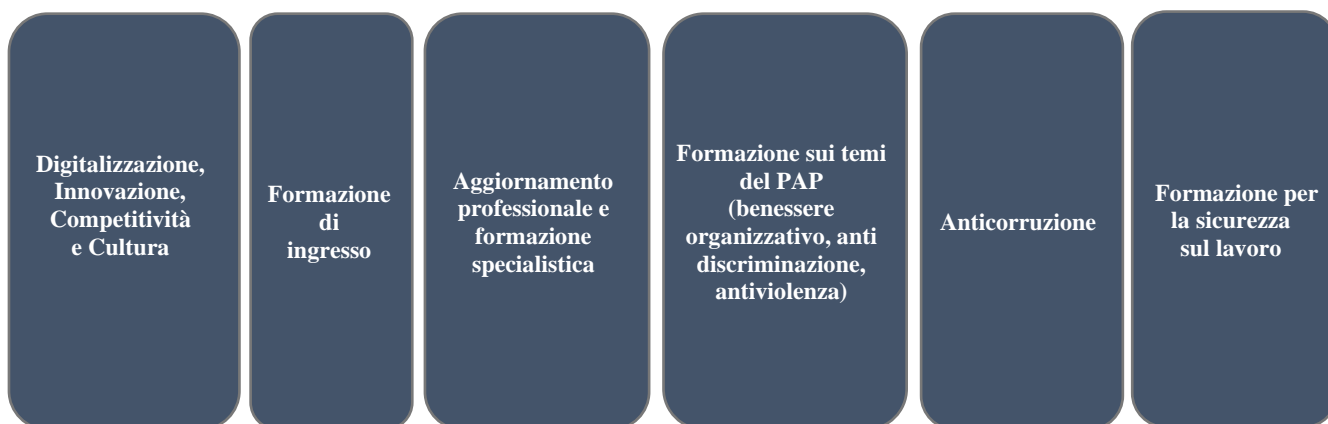 Digitalizzazione,
Innovazione,
Competitività
e Cultura
Formazione
di
ingresso
Aggiornamento
professionale e
formazione
specialistica
Formazione sui temi
del PAP
(benessere
organizzativo, anti
discriminazione,
antiviolenza)
Anticorruzione
Formazione per
la sicurezza
sul lavoro